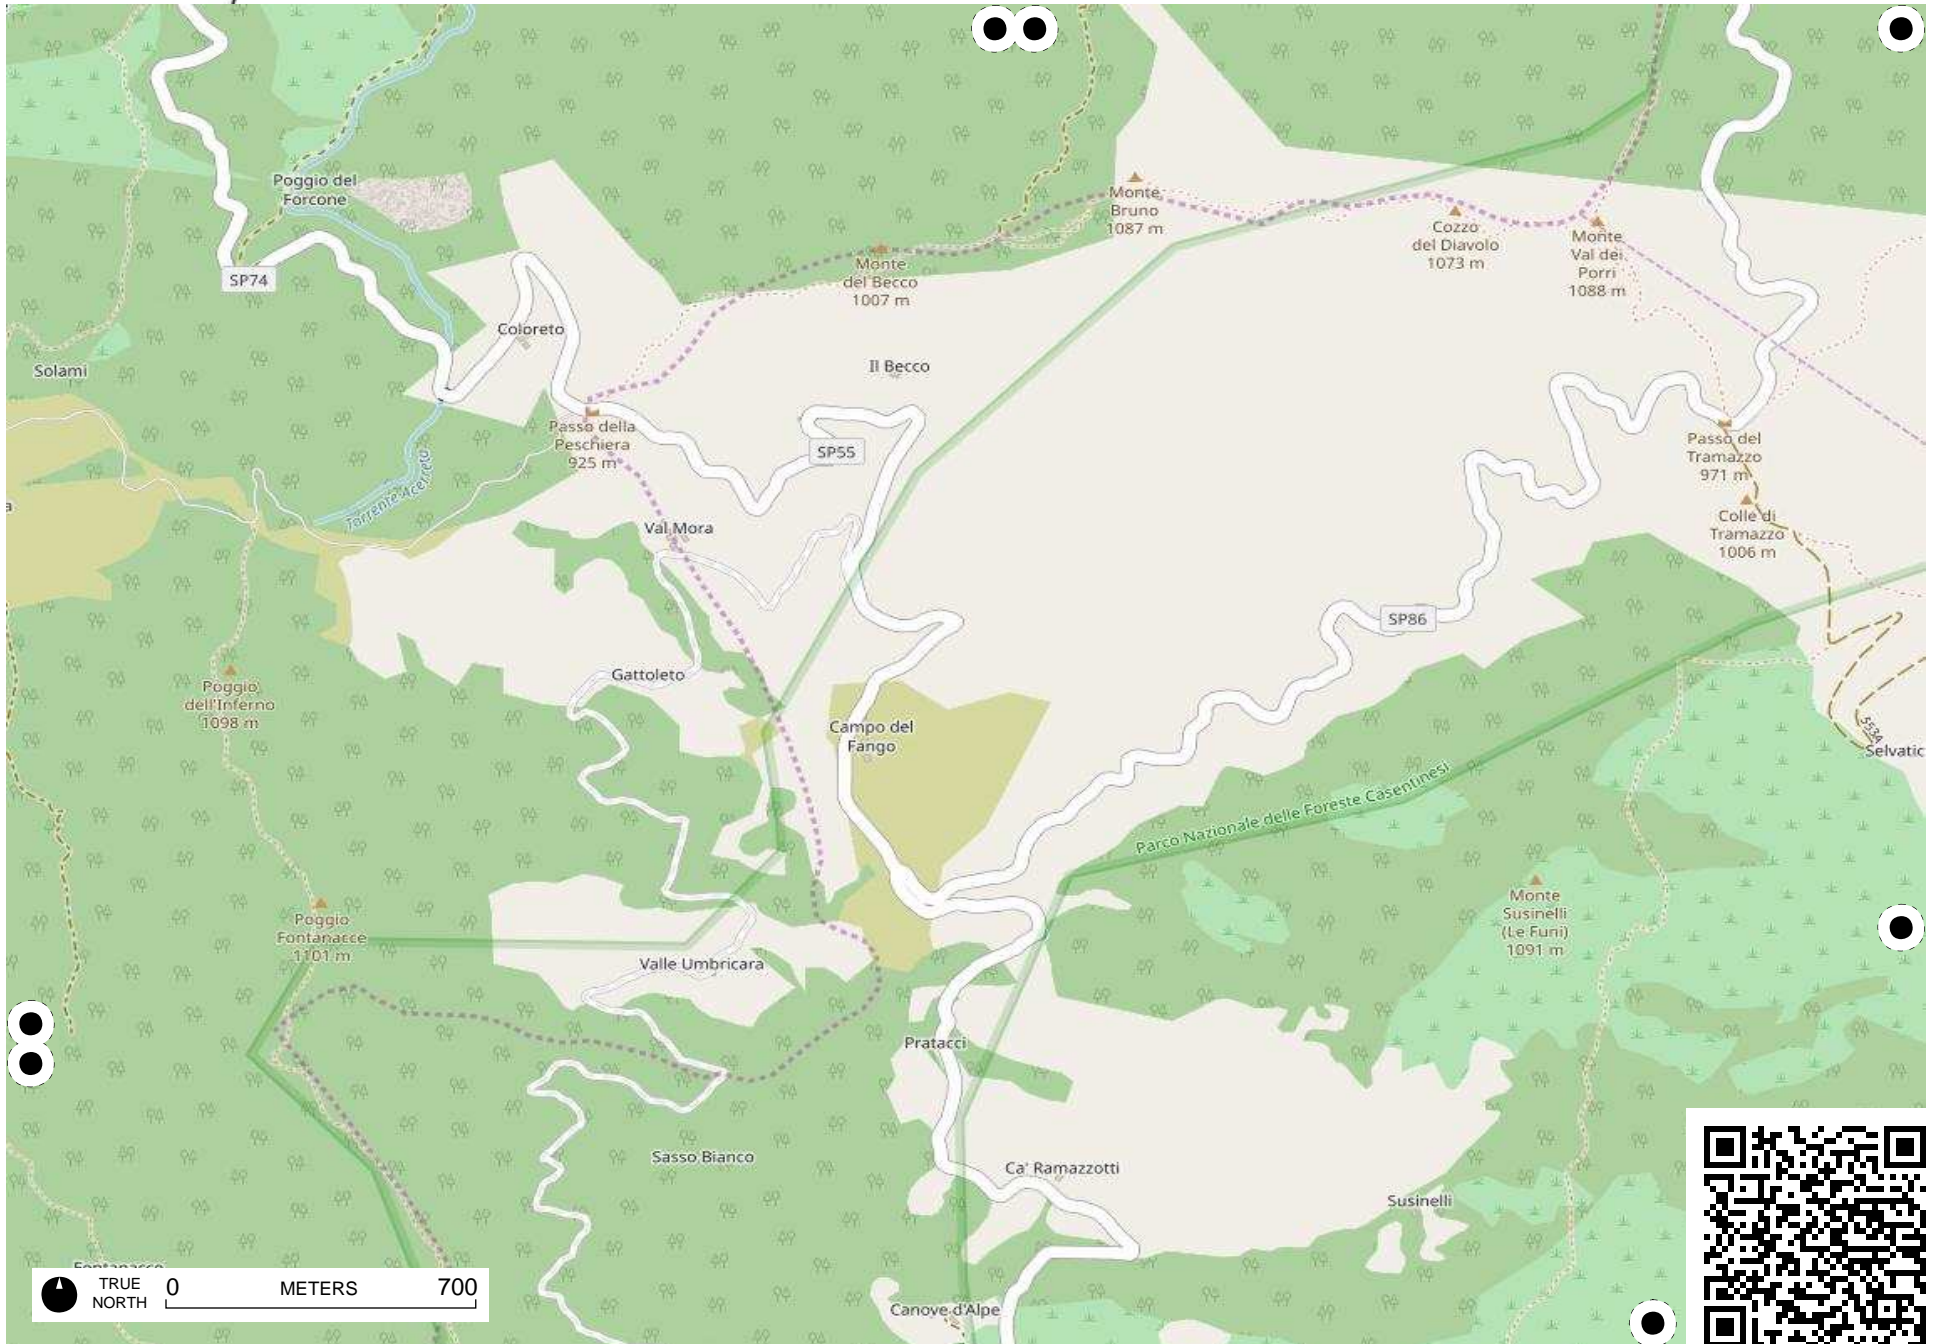 Poggio del
Forcone
Monte
Bruno
1087 m
Cozzo
del Diavolo
1073 m
Monte
Val dei
Porri
1088 m
SP74
Monte
del Becco
1007 m
Coloreto
Solami
Il Becco
Passo della
Peschiera
925 m
SP55
Passo del
Tramazzo
971 m
Torrente Acerreta
Val Mora
Colle di
Tramazzo
1006 m
SP86
Gattoleto
Poggio
dell'Inferno
1098 m
Campo del
Fango
553A
Selvatic
Parco Nazionale delle Foreste Casentinesi
Poggio
Fontanacce
1101 m
Monte
Susinelli
(Le Funi)
1091 m
Valle Umbricara
Pratacci
Sasso Bianco
Ca' Ramazzotti
Susinelli
Fontanacce
TRUE
NORTH
0 METERS 700
Canove d'Alpe